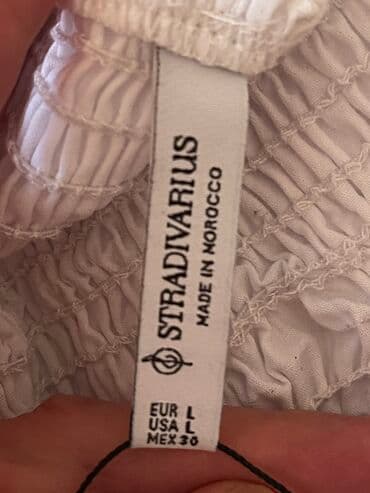 STRADIVARIUS
MADE IN MOROCCO
EUR L
USA L
MEX 30